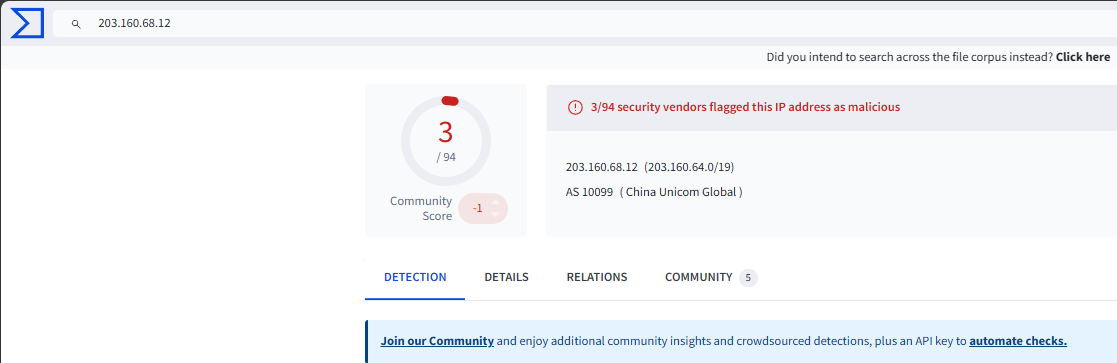 203.160.68.12
Did you intend to search across the file corpus instead? Click here
3
/ 94
Community
Score
-1
3/94 security vendors flagged this IP address as malicious
203.160.68.12 (203.160.64.0/19)
AS 10099 ( China Unicom Global )
DETECTION DETAILS RELATIONS COMMUNITY 5
Join our Community and enjoy additional community insights and crowdsourced detections, plus an API key to automate checks.